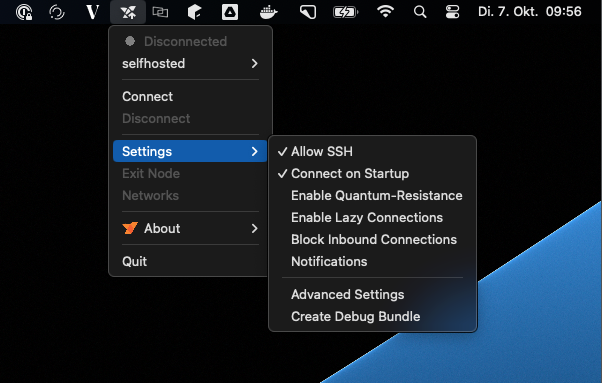 V
Di. 7. Okt. 09:56
Disconnected
selfhosted
Connect
Disconnect
Settings
Exit Node
Networks
About
Quit
Allow SSH
Connect on Startup
Enable Quantum-Resistance
Enable Lazy Connections
Block Inbound Connections
Notifications
Advanced Settings
Create Debug Bundle